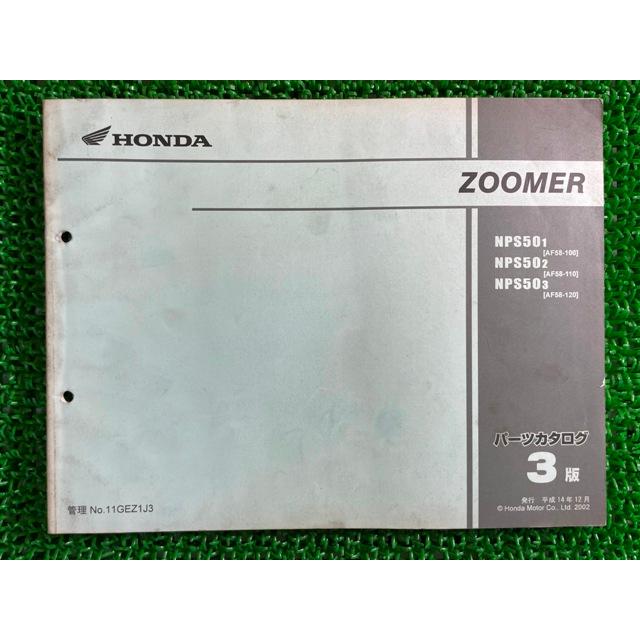 HONDA
ZOOMER
NPS501
[AF58-100]
NPS502
[AF58-110]
NPS503
[AF58-120]
パーツカタログ
3版
発行 平成14年12月
© Honda Motor Co., Ltd. 2002
管理 No.11GEZ1J3